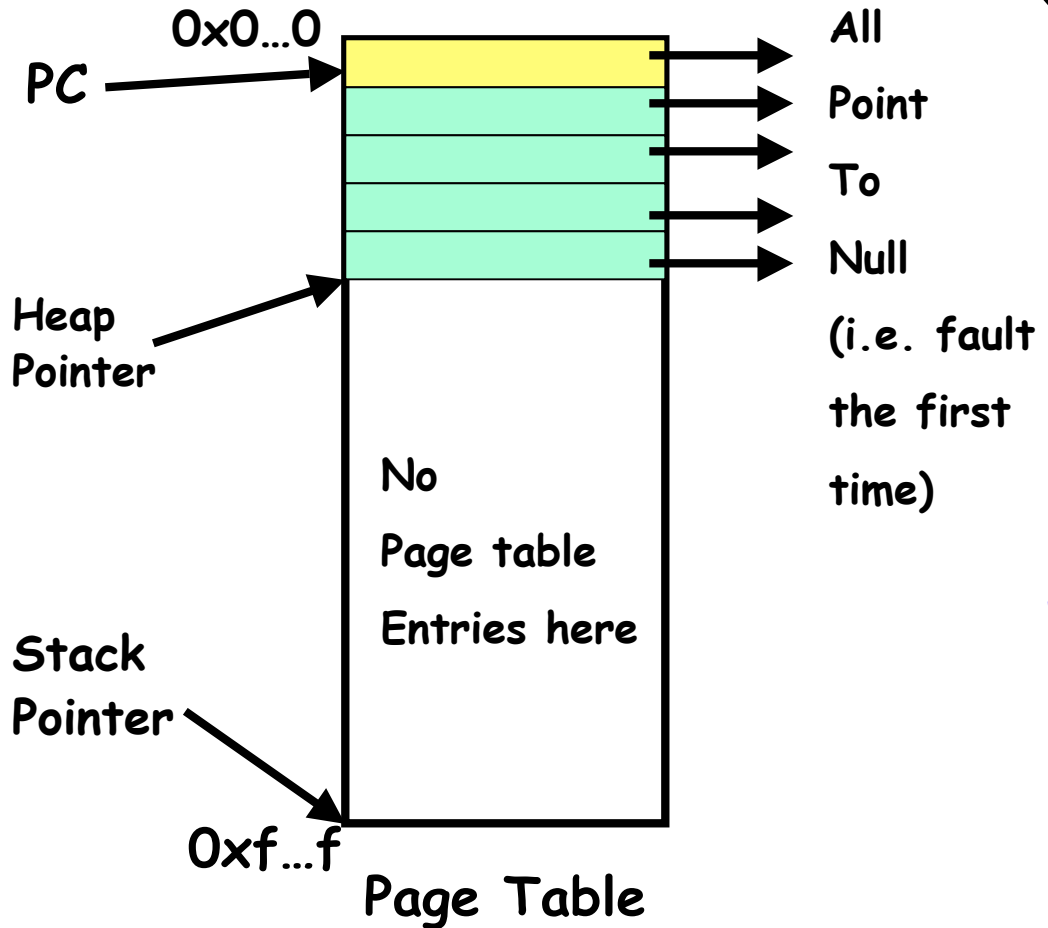 0x0...0
PC
All
Point
To
Null
(i.e. fault
the first
time)
Heap
Pointer
No
Page table
Entries here
Stack
Pointer
0xf...f
Page Table